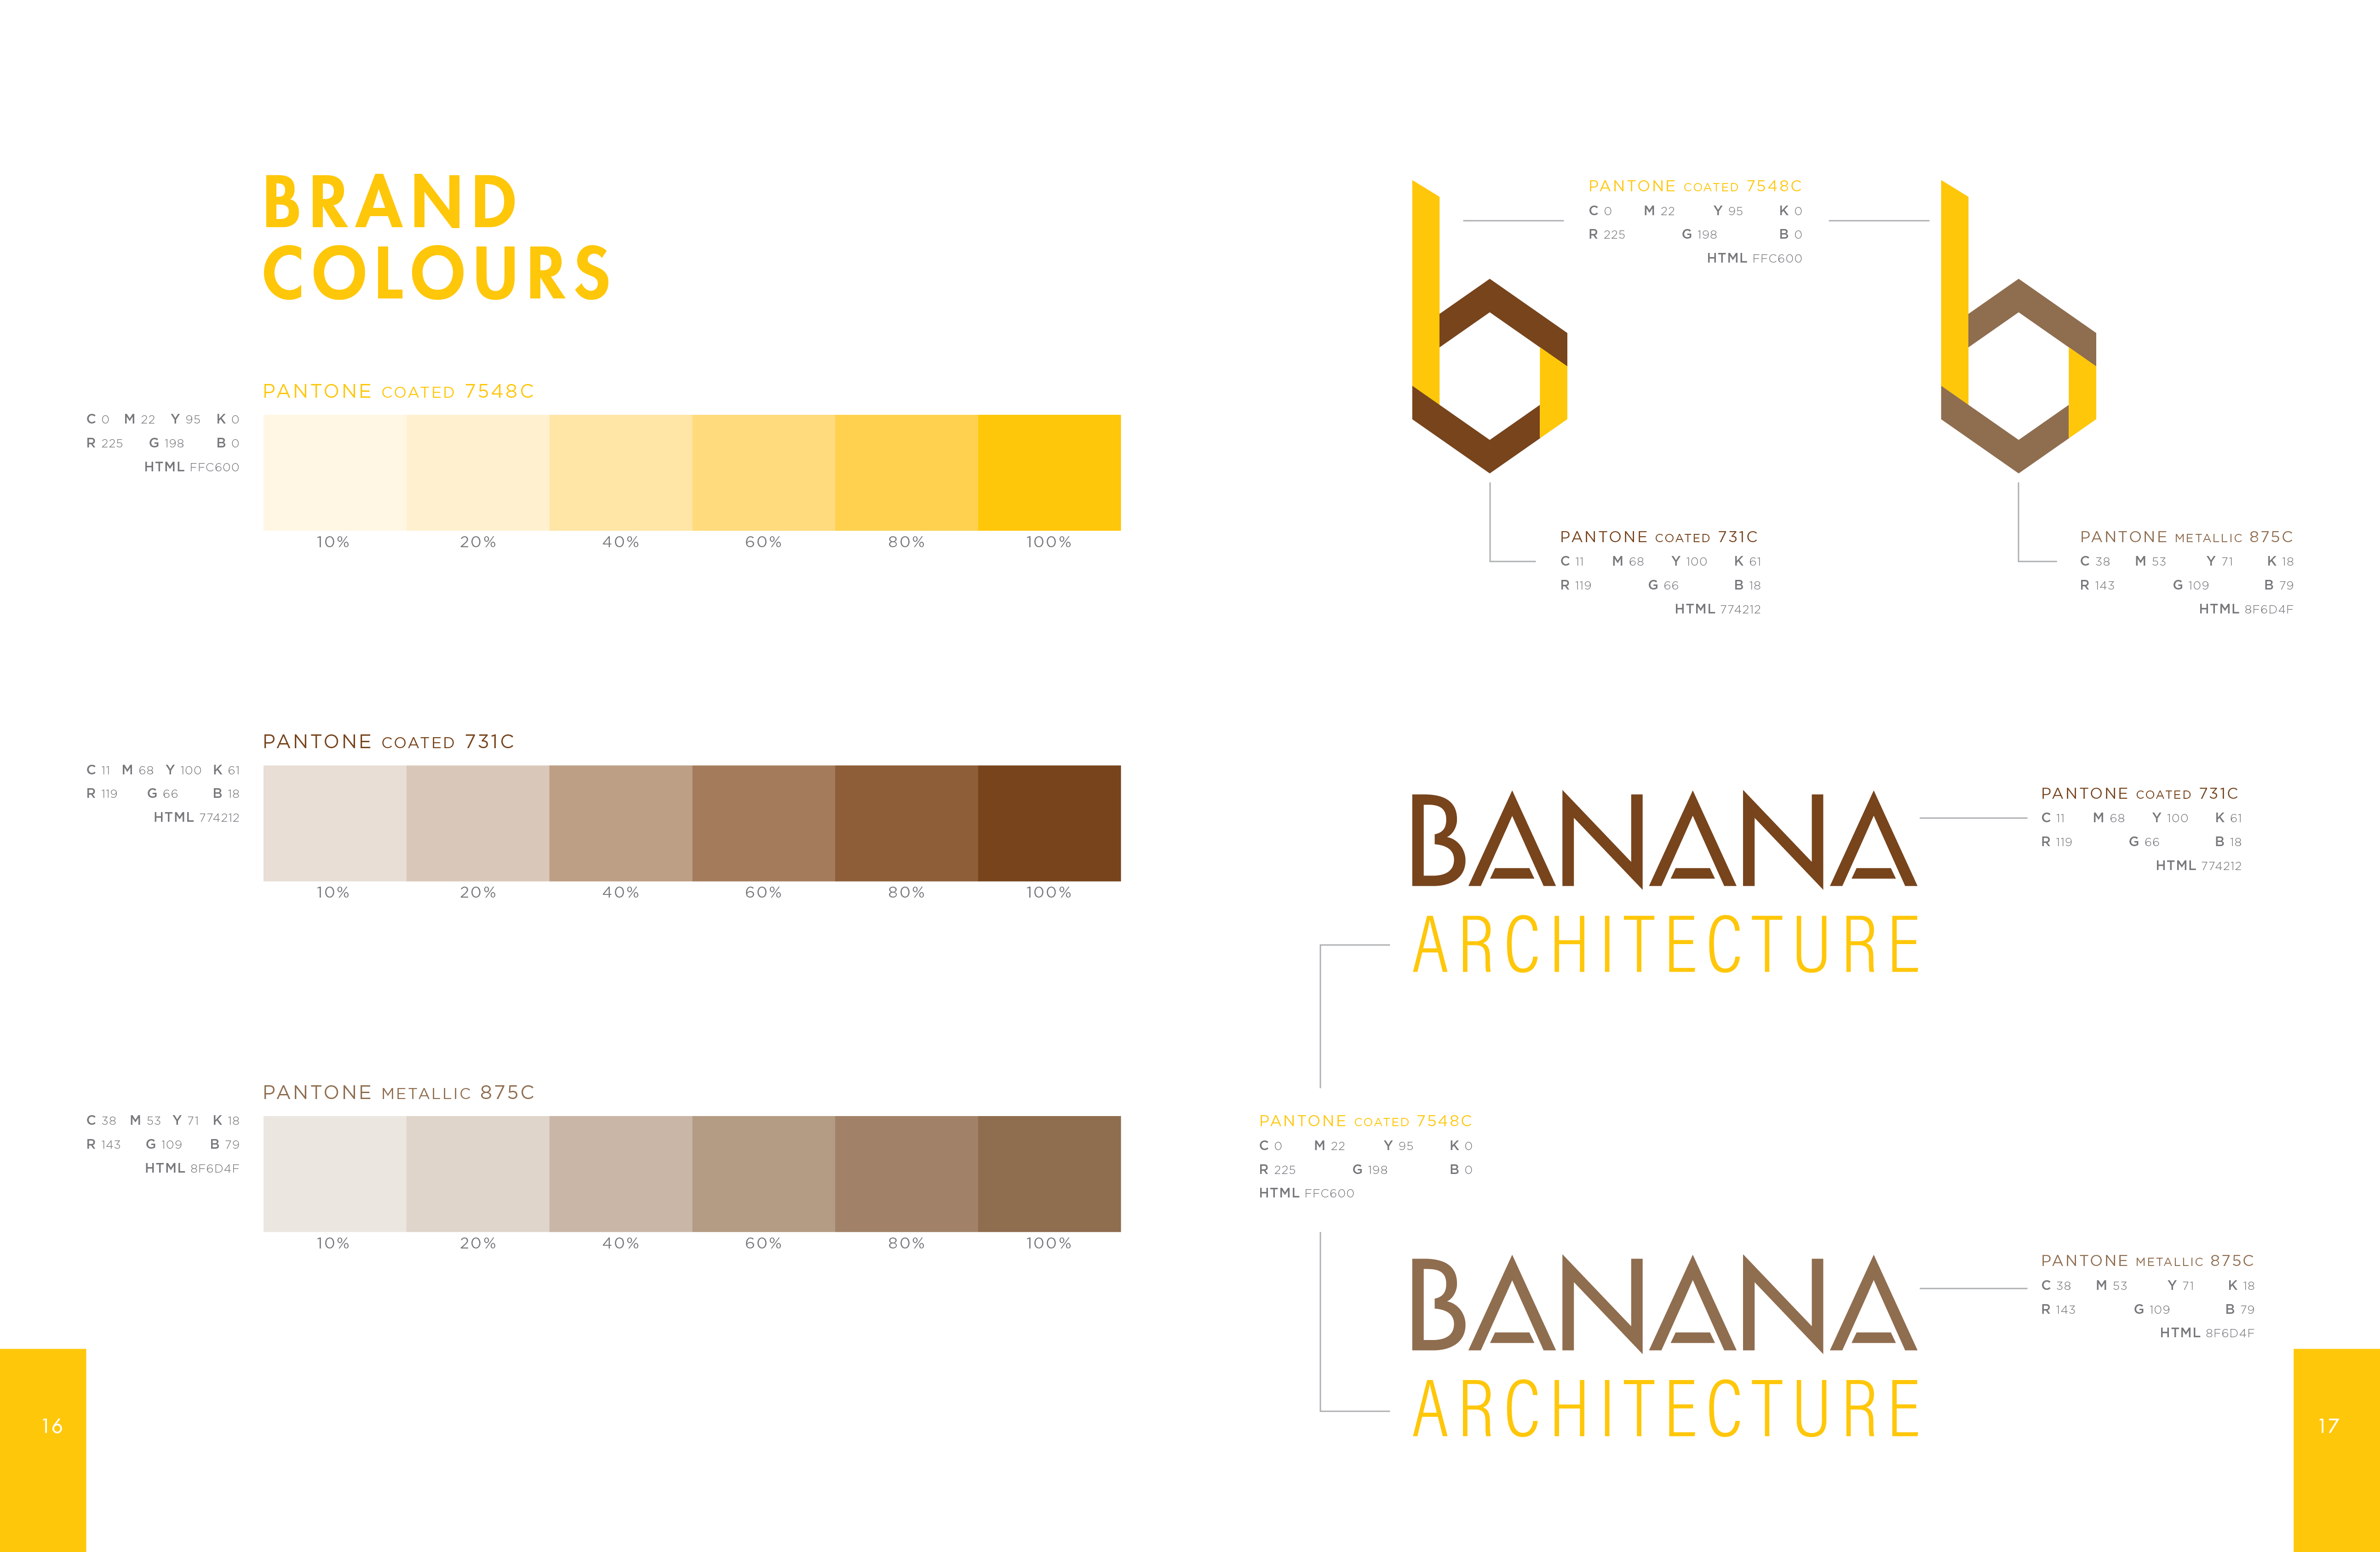 BRAND
COLOURS
PANTONE COATED 7548C
C 0 M 22 Y 95 K 0
R 225 G 198 B 0
HTML FFC600
10% 20% 40% 60% 80% 100%
PANTONE COATED 731C
C 11 M 68 Y 100 K 61
R 119 G 66 B 18
HTML 774212
10% 20% 40% 60% 80% 100%
PANTONE METALLIC 875C
C 38 M 53 Y 71 K 18
R 143 G 109 B 79
HTML 8F6D4F
10% 20% 40% 60% 80% 100%
16
PANTONE COATED 7548C
C 0 M 22 Y 95 K 0
R 225 G 198 B 0
HTML FFC600
PANTONE COATED 731C
C 11 M 68 Y 100 K 61
R 119 G 66 B 18
HTML 774212
PANTONE METALLIC 875C
C 38 M 53 Y 71 K 18
R 143 G 109 B 79
HTML 8F6D4F
BANANA
ARCHITECTURE
PANTONE COATED 731C
C 11 M 68 Y 100 K 61
R 119 G 66 B 18
HTML 774212
PANTONE COATED 7548C
C 0 M 22 Y 95 K 0
R 225 G 198 B 0
HTML FFC600
BANANA
ARCHITECTURE
PANTONE METALLIC 875C
C 38 M 53 Y 71 K 18
R 143 G 109 B 79
HTML 8F6D4F
17